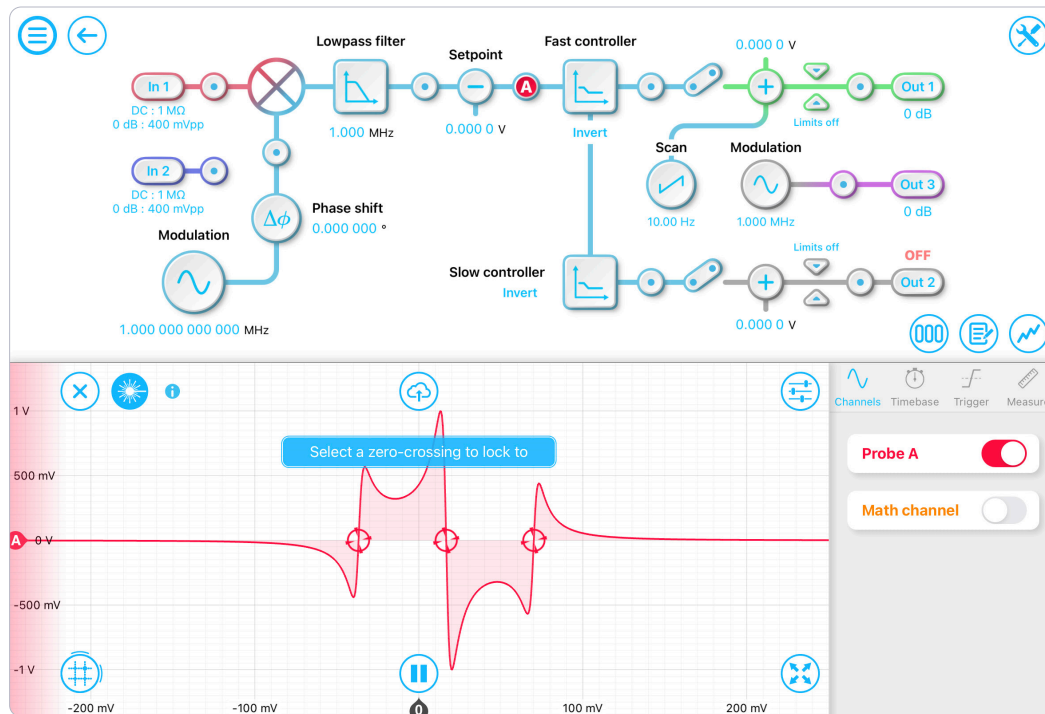 Lowpass filter
Setpoint
Fast controller
0.000 0 V
In 1
DC : 1 MΩ
0 dB : 400 mVpp
1.000 MHz
A
0.000 0 V
Invert
Limits off
Out 1
0 dB
In 2
DC : 1 MΩ
0 dB : 400 mVpp
Δϕ
Phase shift
0.000 000 °
Scan
10.00 Hz
Modulation
1.000 MHz
Out 3
0 dB
Modulation
1.000 000 000 000 MHz
Slow controller
Invert
Limits off
OFF
Out 2
0.000 0 V
Select a zero-crossing to lock to
1 V
500 mV
A
0 V
-500 mV
-1 V
-200 mV
-100 mV
0
100 mV
200 mV
Channels
Timebase
Trigger
Measure
Probe A
Math channel